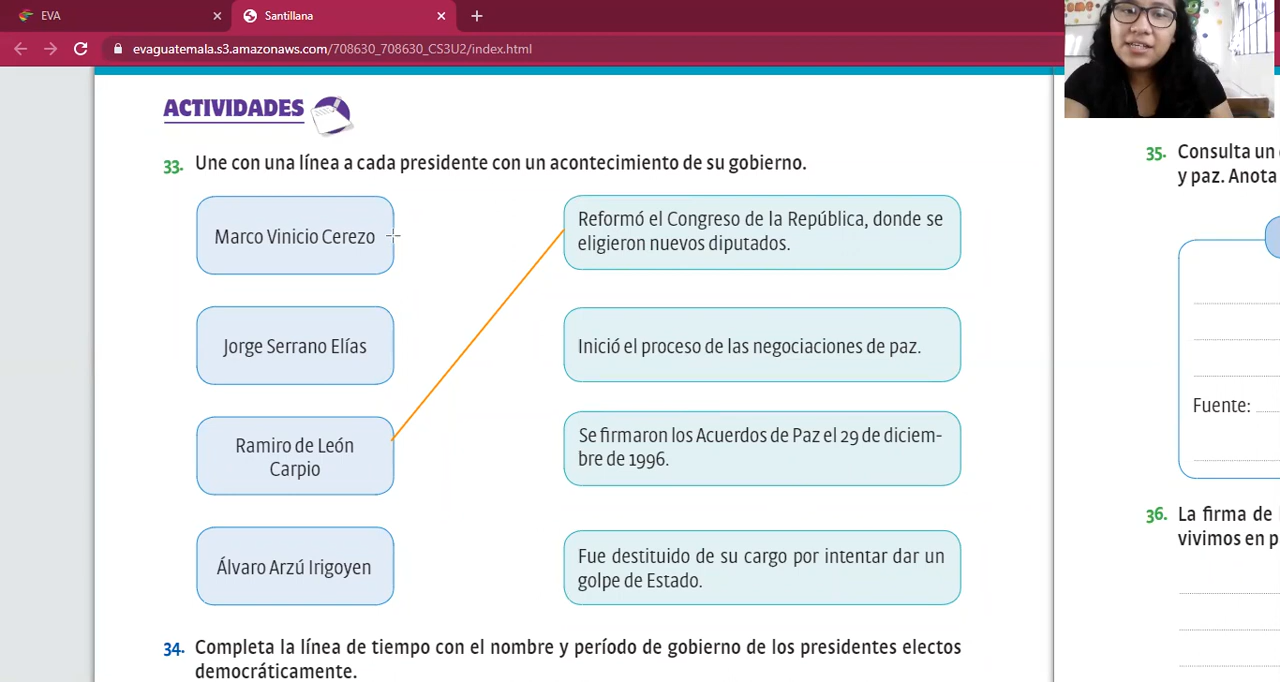 EVA
Santillana
evaguatemala.s3.amazonaws.com/708630_708630_CS3U2/index.html
ACTIVIDADES
33. Une con una línea a cada presidente con un acontecimiento de su gobierno.
Marco Vinicio Cerezo
Reformó el Congreso de la República, donde se
eligieron nuevos diputados.
Jorge Serrano Elías
Inició el proceso de las negociaciones de paz.
Ramiro de León
Carpio
Se firmaron los Acuerdos de Paz el 29 de diciem-
bre de 1996.
Álvaro Arzú Irigoyen
Fue destituido de su cargo por intentar dar un
golpe de Estado.
34. Completa la línea de tiempo con el nombre y período de gobierno de los presidentes electos
democráticamente.
35. Consulta un
y paz. Anota
Fuente:
36. La firma de
vivimos en p